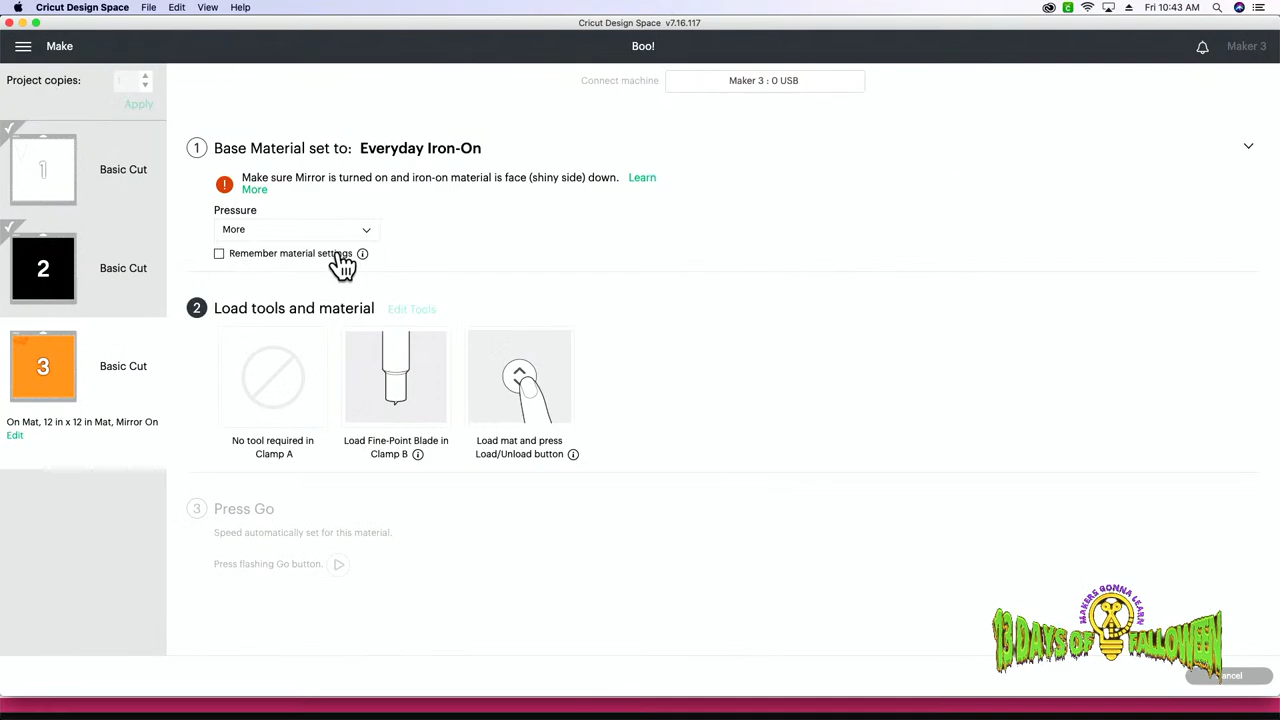 Cricut Design Space File Edit View Help
Fri 10:43 AM
Cricut Design Space v7.16.117
Make
Boo!
Maker 3
Project copies:
Apply
Connect machine
Maker 3 : 0 USB
1
Basic Cut
2
Basic Cut
3
Basic Cut
On Mat, 12 in x 12 in Mat, Mirror On
Edit
1 Base Material set to: Everyday Iron-On
Make sure Mirror is turned on and iron-on material is face (shiny side) down. Learn
More
Pressure
More
Remember material settings
2 Load tools and material Edit Tools
No tool required in
Clamp A
Load Fine-Point Blade in
Clamp B
Load mat and press
Load/Unload button
3 Press Go
Speed automatically set for this material.
Press flashing Go button.
MAKERS GONNA LEARN
13 DAYS OF FALLOWEEN